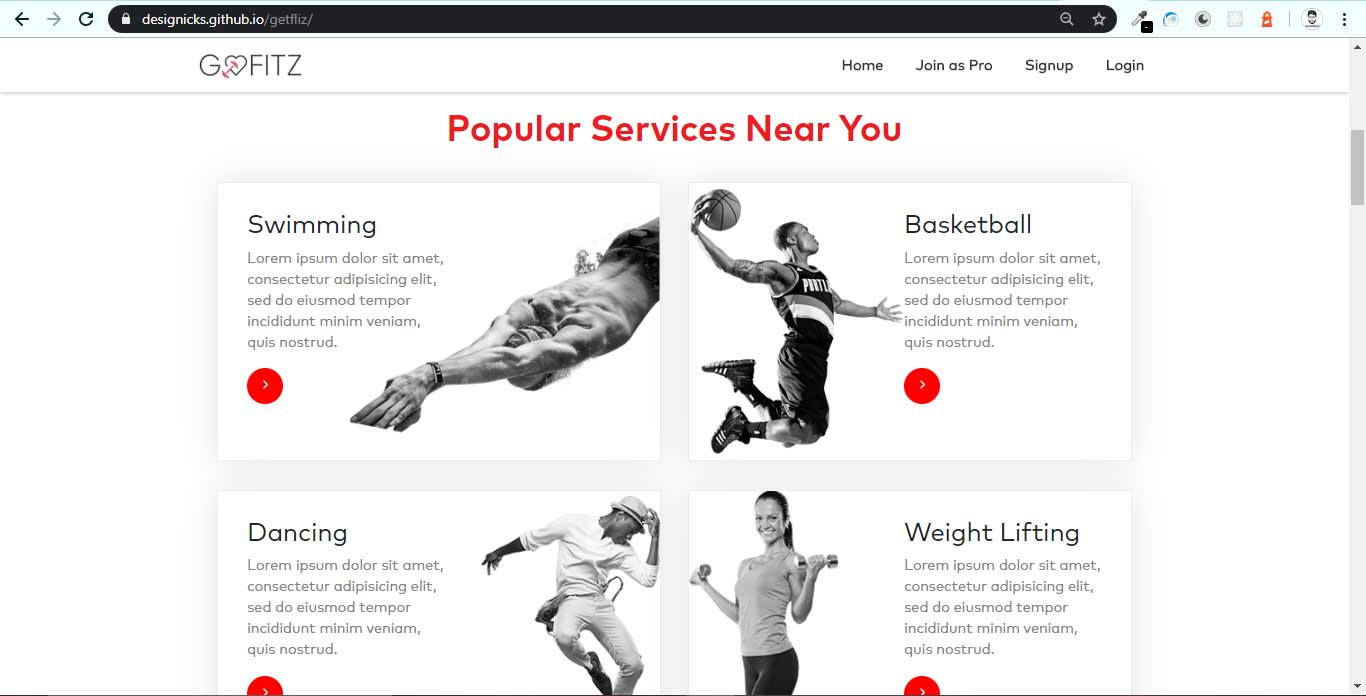 designicks.github.io/getfliz/
GOFITZ
Home
Join as Pro
Signup
Login
Popular Services Near You
Swimming
Lorem ipsum dolor sit amet,
consectetur adipisicing elit,
sed do eiusmod tempor
incididunt minim veniam,
quis nostrud.
Basketball
Lorem ipsum dolor sit amet,
consectetur adipisicing elit,
sed do eiusmod tempor
incididunt minim veniam,
quis nostrud.
PORTL
Dancing
Lorem ipsum dolor sit amet,
consectetur adipisicing elit,
sed do eiusmod tempor
incididunt minim veniam,
quis nostrud.
Weight Lifting
Lorem ipsum dolor sit amet,
consectetur adipisicing elit,
sed do eiusmod tempor
incididunt minim veniam,
quis nostrud.